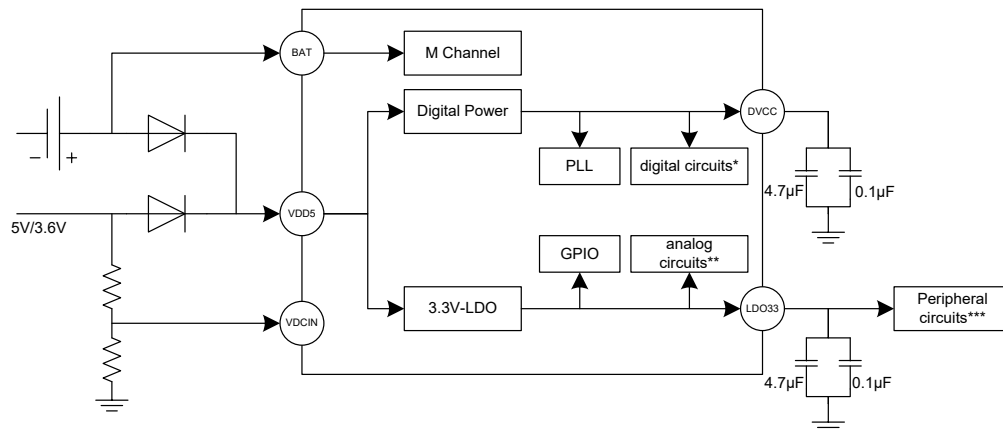 BAT
M Channel
Digital Power
DVCC
PLL
digital circuits*
4.7µF
0.1µF
− +
5V/3.6V
VDD5
GPIO
analog
circuits**
3.3V-LDO
LDO33
Peripheral
circuits***
VDCIN
4.7µF
0.1µF